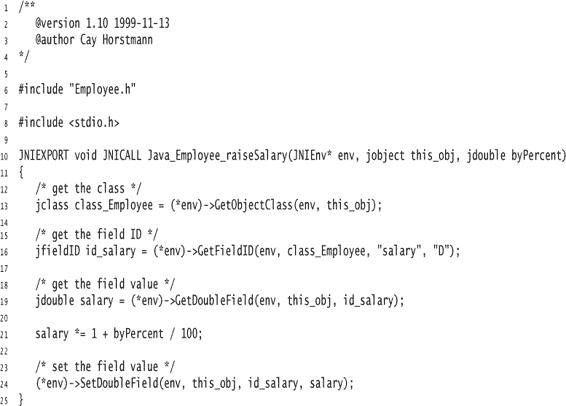 1 /**
2 @version 1.10 1999-11-13
3 @author Cay Horstmann
4 */
5
6 #include "Employee.h"
7
8 #include <stdio.h>
9
10 JNIEXPORT void JNICALL Java_Employee_raiseSalary(JNIEnv* env, jobject this_obj, jdouble byPercent)
11 {
12 /* get the class */
13 jclass class_Employee = (*env)->GetObjectClass(env, this_obj);
14
15 /* get the field ID */
16 jfieldID id_salary = (*env)->GetFieldID(env, class_Employee, "salary", "D");
17
18 /* get the field value */
19 jdouble salary = (*env)->GetDoubleField(env, this_obj, id_salary);
20
21 salary *= 1 + byPercent / 100;
22
23 /* set the field value */
24 (*env)->SetDoubleField(env, this_obj, id_salary, salary);
25 }